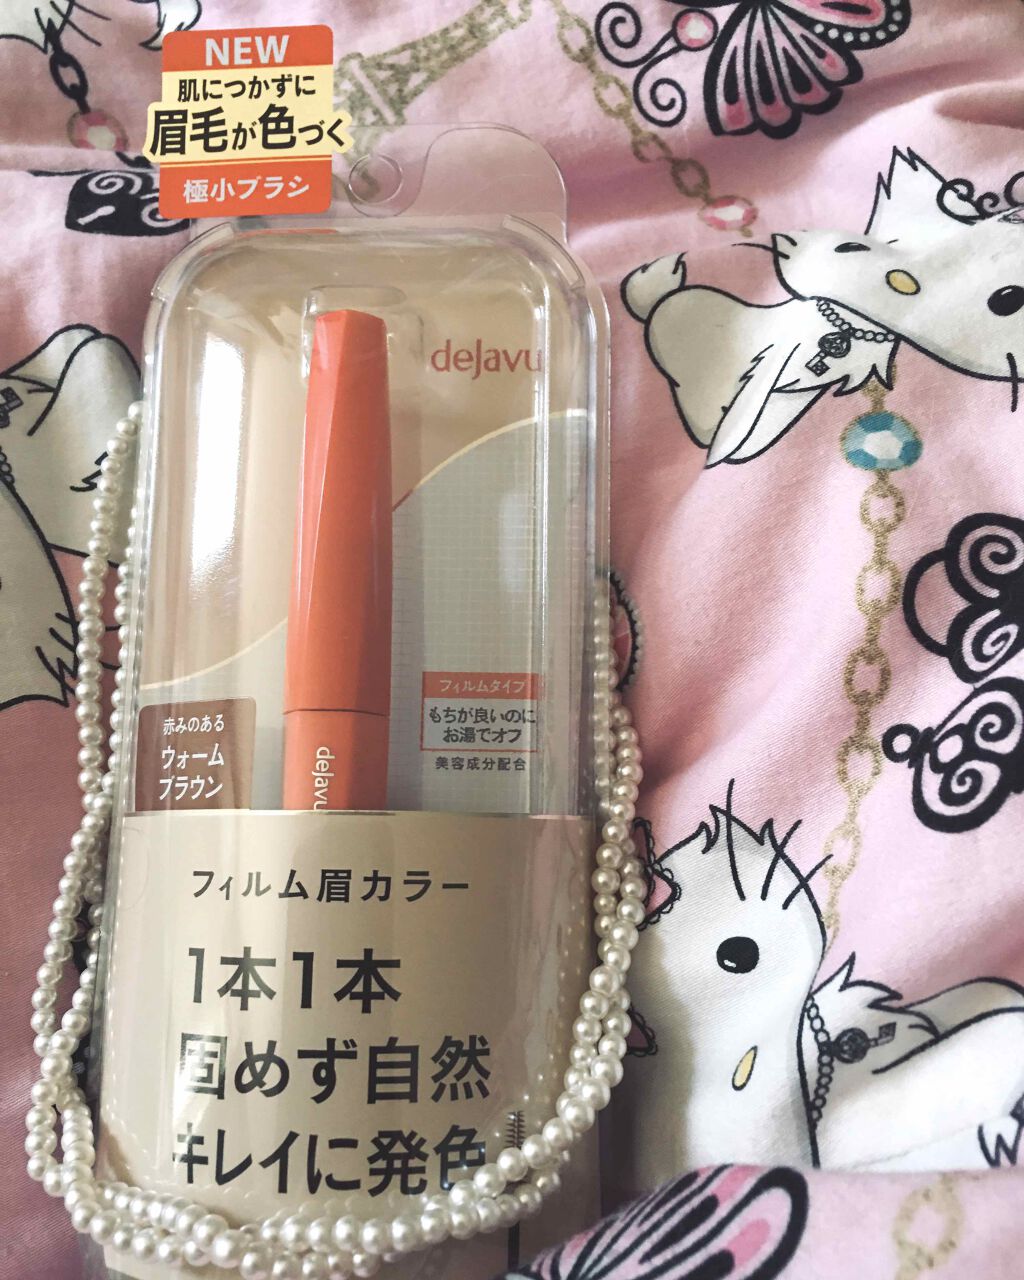 NEW
肌につかずに
眉毛が色づく
極小ブラシ
deJavu
フィルムタイプ
もちが良いのに
お湯でオフ
美容成分配合
赤みのある
ウォーム
ブラウン
deJavu
フィルム眉カラー
1本1本
固めず自然
キレイに発色